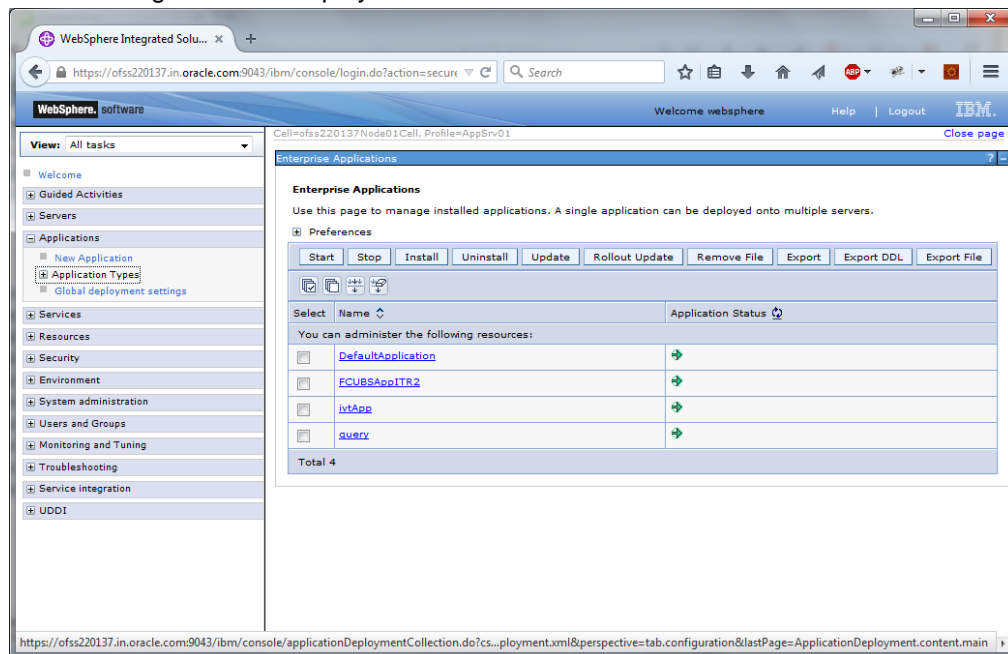 WebSphere Integrated Solu... × +
https://ofss220137.in.oracle.com:9043/ibm/console/login.do?action=secure
Search
ABP
WebSphere. software
Welcome websphere Help | Logout IBM.
View: All tasks
Cell=ofss220137Node01Cell, Profile=AppSrv01
Close page
Welcome
Guided Activities
Servers
Applications
New Application
Application Types
Global deployment settings
Services
Resources
Security
Environment
System administration
Users and Groups
Monitoring and Tuning
Troubleshooting
Service integration
UDDI
Enterprise Applications ? –
Enterprise Applications
Use this page to manage installed applications. A single application can be deployed onto multiple servers.
Preferences
Start Stop Install Uninstall Update Rollout Update Remove File Export Export DDL Export File
Select Name Application Status
You can administer the following resources:
DefaultApplication
FCUBSAppITR2
ivtApp
query
Total 4
https://ofss220137.in.oracle.com:9043/ibm/console/applicationDeploymentCollection.do?cs...ployment.xml&perspective=tab.configuration&lastPage=ApplicationDeployment.content.main